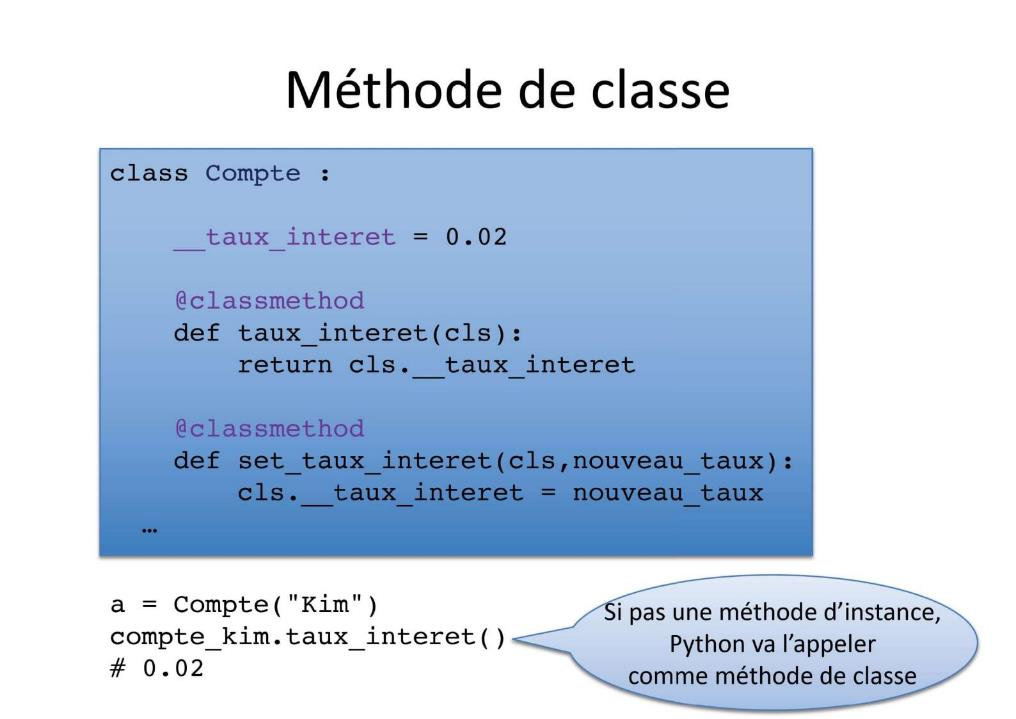 Méthode de classe
class Compte :
__taux_interet = 0.02
@classmethod
def taux_interet(cls):
return cls.__taux_interet
@classmethod
def set_taux_interet(cls,nouveau_taux):
cls.__taux_interet = nouveau_taux
…
a = Compte("Kim")
compte_kim.taux_interet()
# 0.02
Si pas une méthode d’instance,
Python va l’appeler
comme méthode de classe